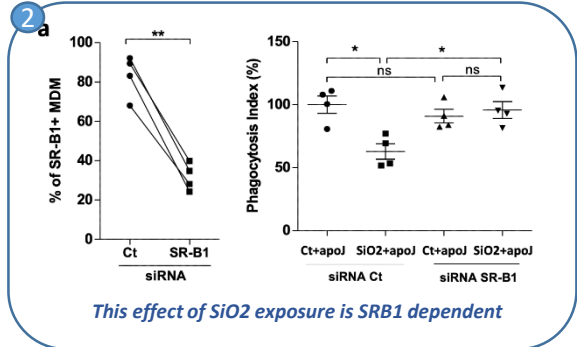 2
a
**
100
80
60
40
20
0
% of SR-B1+ MDM
Ct SR-B1
siRNA
150
100
50
0
Phagocytosis Index (%)
* *
ns ns
Ct+apoJ SiO2+apoJ Ct+apoJ SiO2+apoJ
siRNA Ct siRNA SR-B1
This effect of SiO2 exposure is SRB1 dependent